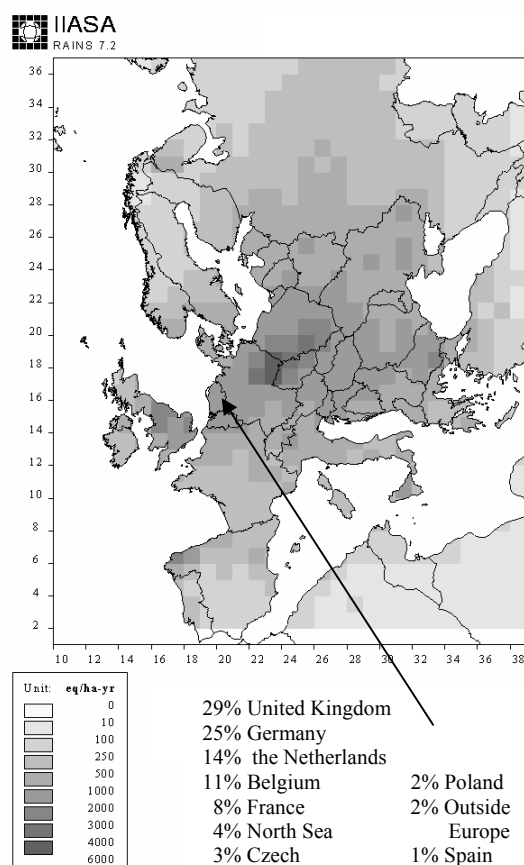 IIASA
RAINS 7.2
36
34
32
30
28
26
24
22
20
18
16
14
12
10
8
6
4
2
10 12 14 16 18 20 22 24 26 28 30 32 34 36 38
Unit: eq/ha-yr
0
10
100
250
500
1000
2000
3000
4000
6000
29% United Kingdom
25% Germany
14% the Netherlands
11% Belgium
8% France
4% North Sea
3% Czech
2% Poland
2% Outside
Europe
1% Spain